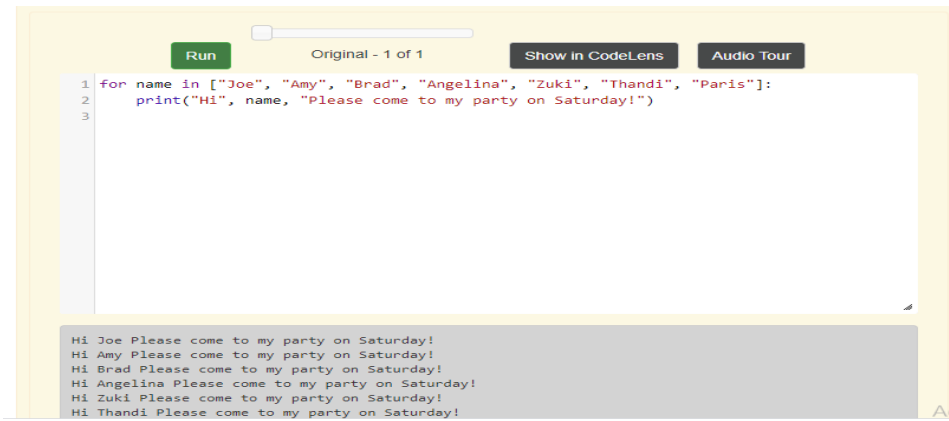 Run
Original - 1 of 1
Show in CodeLens
Audio Tour
1 for name in ["Joe", "Amy", "Brad", "Angelina", "Zuki", "Thandi", "Paris"]:
2     print("Hi", name, "Please come to my party on Saturday!")
3
Hi Joe Please come to my party on Saturday!
Hi Amy Please come to my party on Saturday!
Hi Brad Please come to my party on Saturday!
Hi Angelina Please come to my party on Saturday!
Hi Zuki Please come to my party on Saturday!
Hi Thandi Please come to my party on Saturday!
A